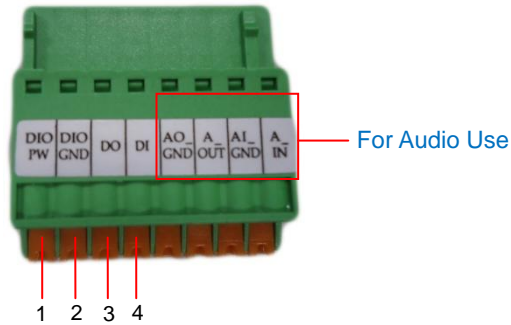 DIO PW
DIO GND
DO
DI
AO_ GND
A_ OUT
AI_ GND
A_ IN
For Audio Use
1 2 3 4